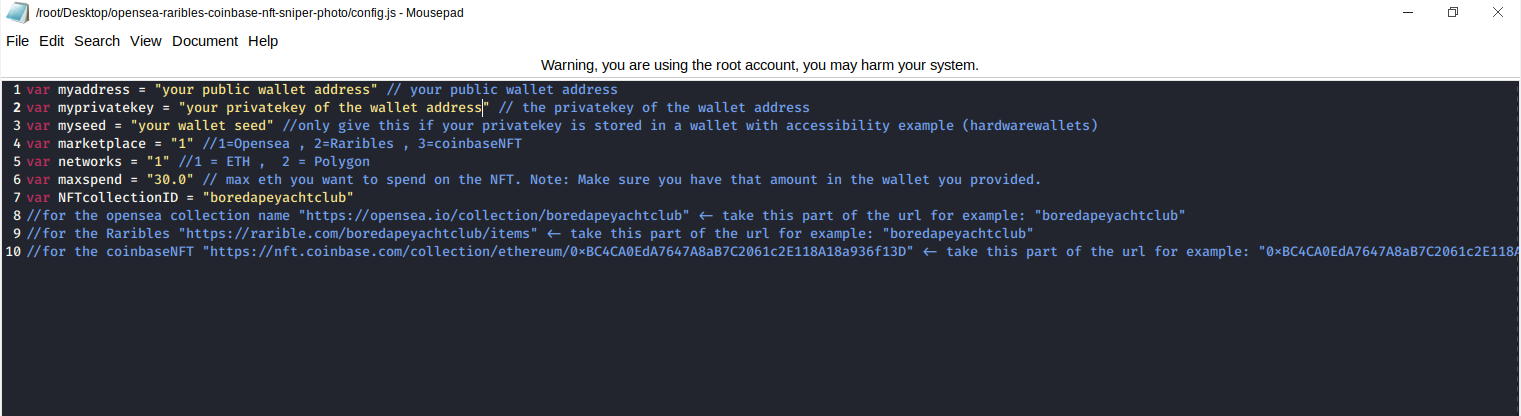 /root/Desktop/opensea-raribles-coinbase-nft-sniper-photo/config.js - Mousepad
File Edit Search View Document Help
Warning, you are using the root account, you may harm your system.
1 var myaddress = "your public wallet address" // your public wallet address
2 var myprivatekey = "your privatekey of the wallet address" // the privatekey of the wallet address
3 var myseed = "your wallet seed" //only give this if your privatekey is stored in a wallet with accessibility example (hardwarewallets)
4 var marketplace = "1" //1=Opensea , 2=Raribles , 3=coinbaseNFT
5 var networks = "1" //1 = ETH ,  2 = Polygon
6 var maxspend = "30.0" // max eth you want to spend on the NFT. Note: Make sure you have that amount in the wallet you provided.
7 var NFTcollectionID = "boredapeyachtclub"
8 //for the opensea collection name "https://opensea.io/collection/boredapeyachtclub" <- take this part of the url for example: "boredapeyachtclub"
9 //for the Raribles "https://rarible.com/boredapeyachtclub/items" <- take this part of the url for example: "boredapeyachtclub"
10 //for the coinbaseNFT "https://nft.coinbase.com/collection/ethereum/0×BC4CA0EdA7647A8aB7C2061c2E118A18a936f13D" <- take this part of the url for example: "0×BC4CA0EdA7647A8aB7C2061c2E118A